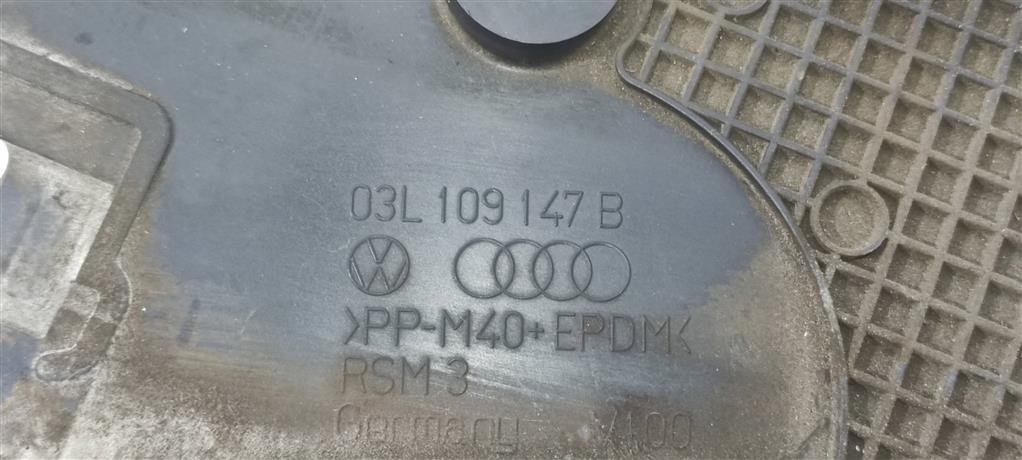 03L 109 147 B
>PP-M40+EPDM<
RSM 3
Germany